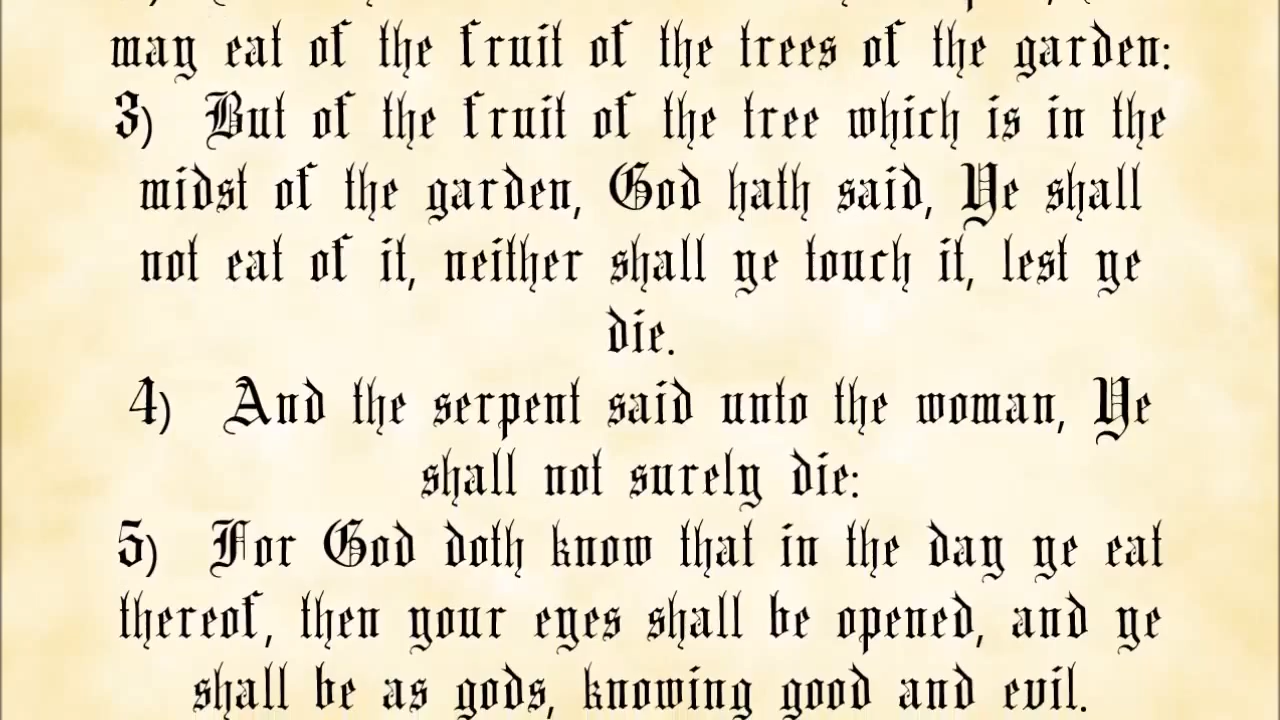 may eat of the fruit of the trees of the garden:
3) But of the fruit of the tree which is in the
midst of the garden, God hath said, Ye shall
not eat of it, neither shall ye touch it, lest ye
die.
4) And the serpent said unto the woman, Ye
shall not surely die:
5) For God doth know that in the day ye eat
thereof, then your eyes shall be opened, and ye
shall be as gods, knowing good and evil.